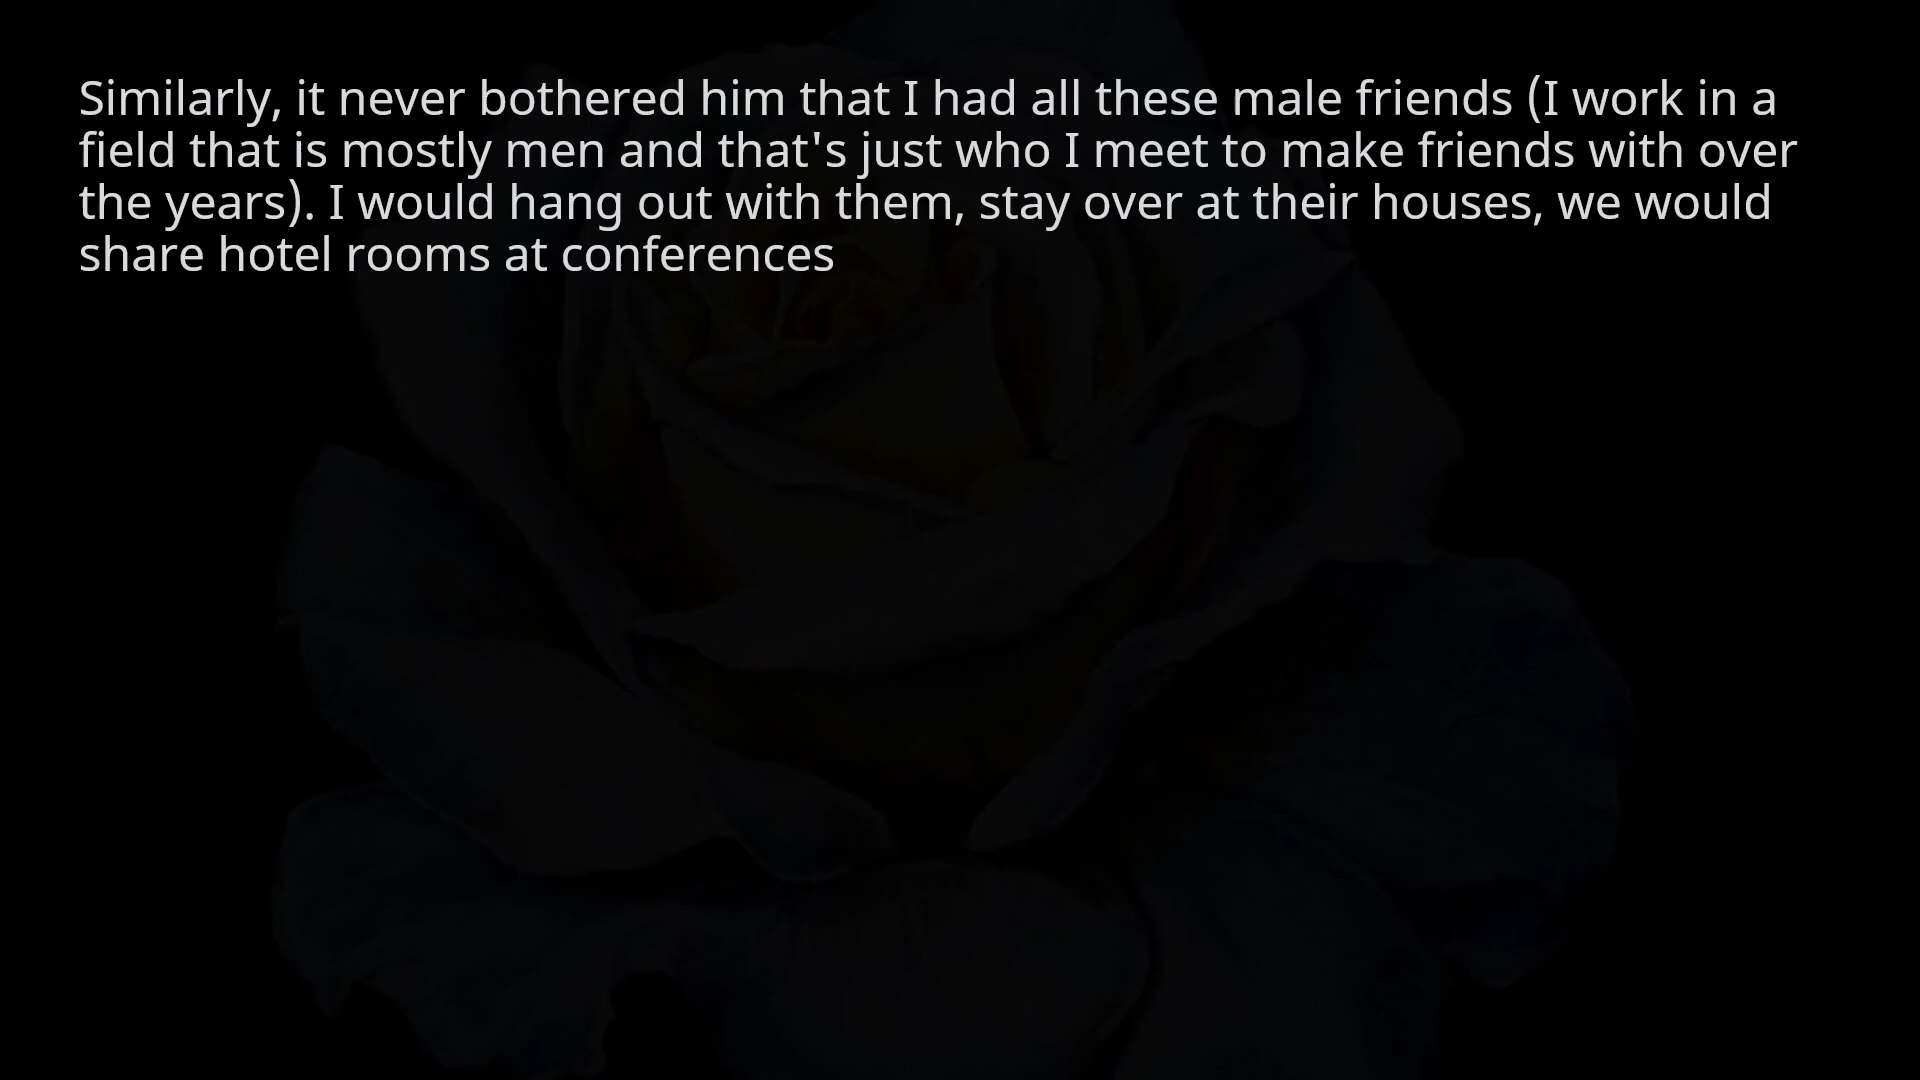 Similarly, it never bothered him that I had all these male friends (I work in a
field that is mostly men and that's just who I meet to make friends with over
the years). I would hang out with them, stay over at their houses, we would
share hotel rooms at conferences